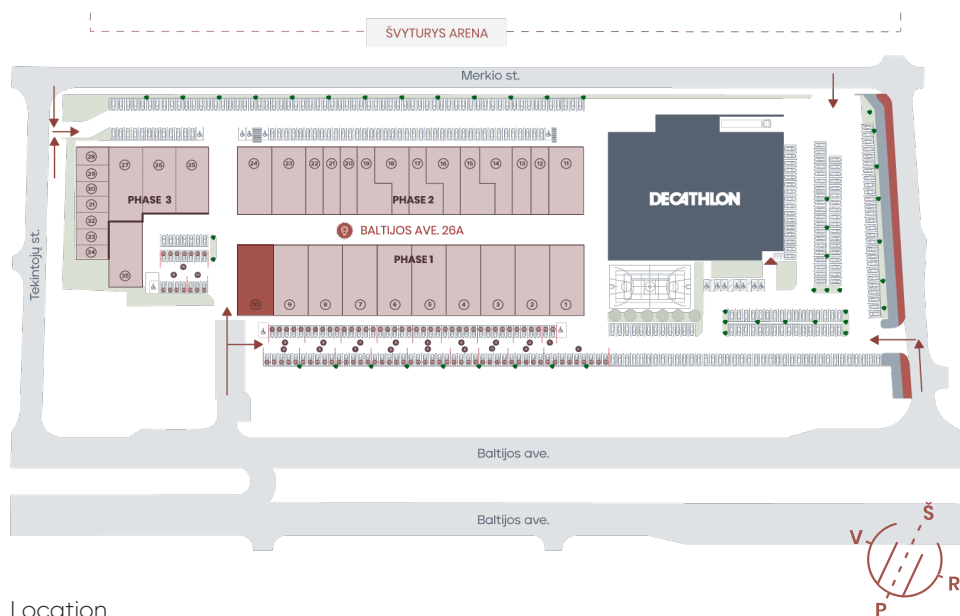 ŠVYTURYS ARENA
Merkio st.
28
29
30
31
32
33
34
35
27
26
25
PHASE 3
24
23
22
21
20
19
18
17
16
15
14
13
12
11
PHASE 2
DECATHLON
BALTIJOS AVE. 26A
PHASE 1
10
9
8
7
6
5
4
3
2
1
Tekintojų st.
Baltijos ave.
Baltijos ave.
Š
V
R
P
Location